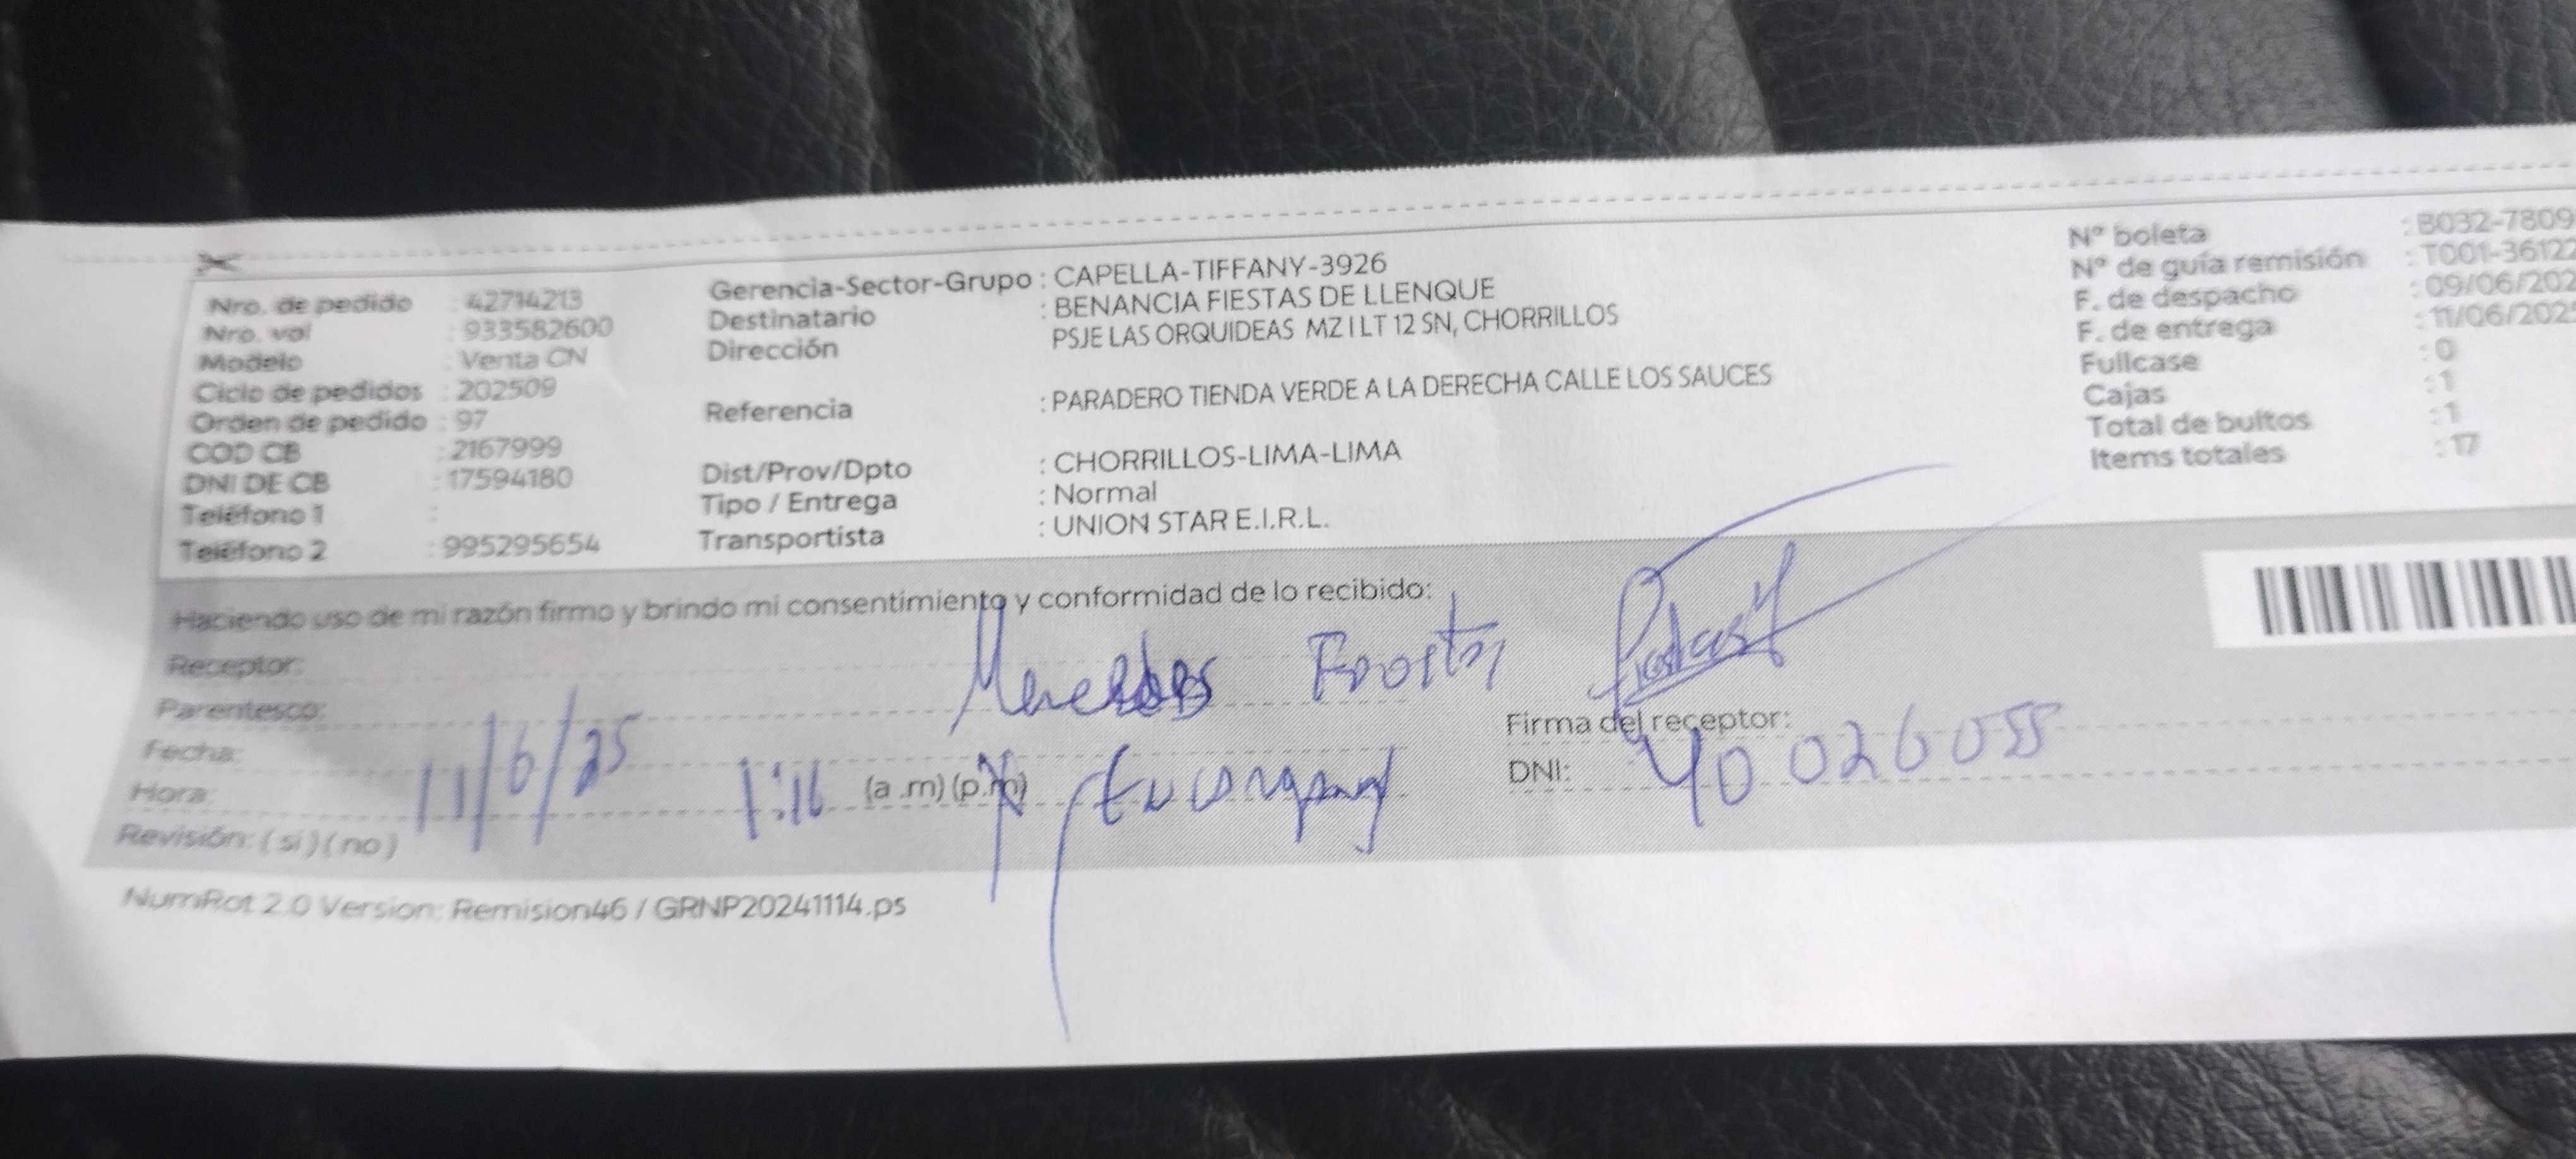 Nro. de pedido : 42714213
Nro. val : 933582600
Modelo : Venta CN
Ciclo de pedidos : 202509
Orden de pedido : 97
COD CB : 2167999
DNI DE CB : 17594180
Teléfono 1 :
Teléfono 2 : 995295654
Gerencia-Sector-Grupo : CAPELLA-TIFFANY-3926
Destinatario : BENANCIA FIESTAS DE LLENQUE
Dirección PSJE LAS ORQUIDEAS MZ I LT 12 SN, CHORRILLOS
Referencia : PARADERO TIENDA VERDE A LA DERECHA CALLE LOS SAUCES
Dist/Prov/Dpto : CHORRILLOS-LIMA-LIMA
Tipo / Entrega : Normal
Transportista : UNION STAR E.I.R.L.
Nº boleta : B032-7809
Nº de guía remisión : T001-36122
F. de despacho : 09/06/202
F. de entrega : 11/06/202
Fullcase : 0
Cajas : 1
Total de bultos : 1
Items totales : 17
Haciendo uso de mi razón firmo y brindo mi consentimiento y conformidad de lo recibido:
Receptor: Mercedes
Parentesco:
Firma del receptor:
Fecha: 11/6/25
Hora: 1:16 (a.m) (p.m)
DNI: 40026055
Revisión: (si) (no)
NumRot 2.0 Version: Remision46 / GRNP20241114.ps